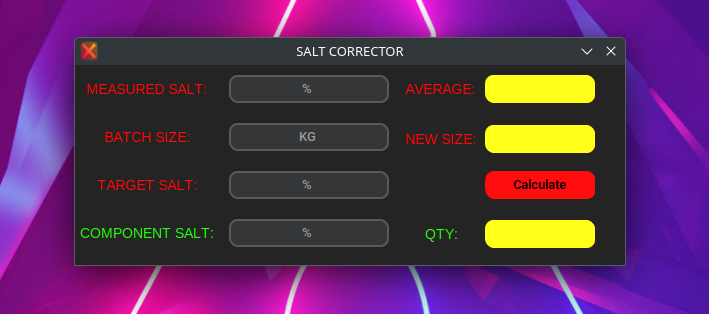 SALT CORRECTOR
MEASURED SALT: % AVERAGE:
BATCH SIZE: KG NEW SIZE:
TARGET SALT: % Calculate
COMPONENT SALT: % QTY: